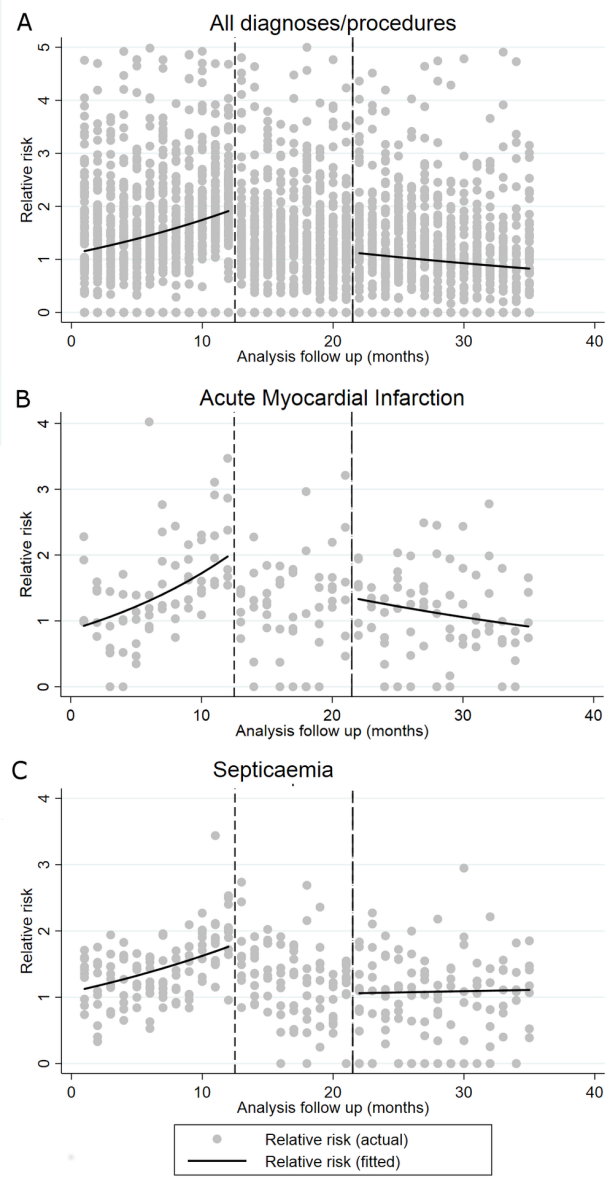 A
All diagnoses/procedures
Relative risk
5
4
3
2
1
0
0 10 20 30 40
Analysis follow up (months)
B
Acute Myocardial Infarction
Relative risk
4
3
2
1
0
0 10 20 30 40
Analysis follow up (months)
C
Septicaemia
Relative risk
4
3
2
1
0
0 10 20 30 40
Analysis follow up (months)
Relative risk (actual)
Relative risk (fitted)